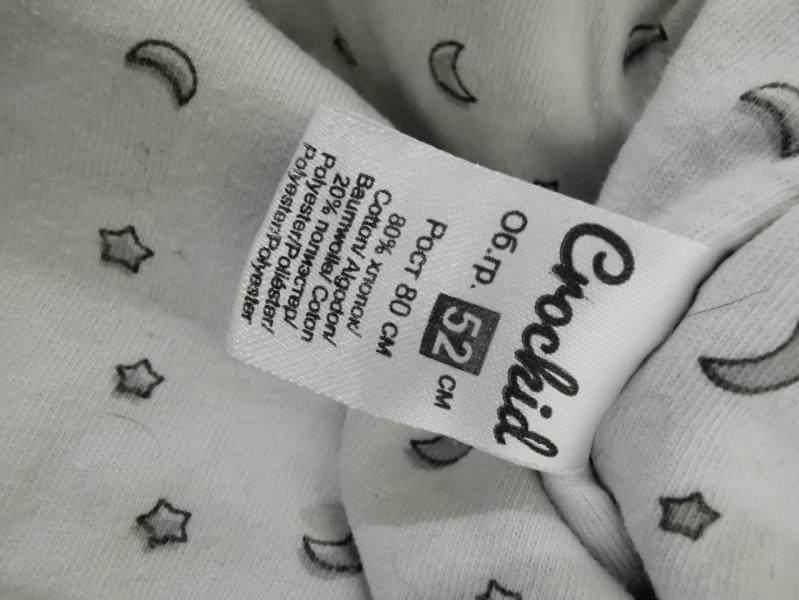 Crockid
Об.гр. 52 см
Рост 80 см
80% хлопок/
Cotton/ Algodon/
Baumwolle/ Coton
20% полиэстер/
Polyester/Poliéster/
Polyester/Polyester